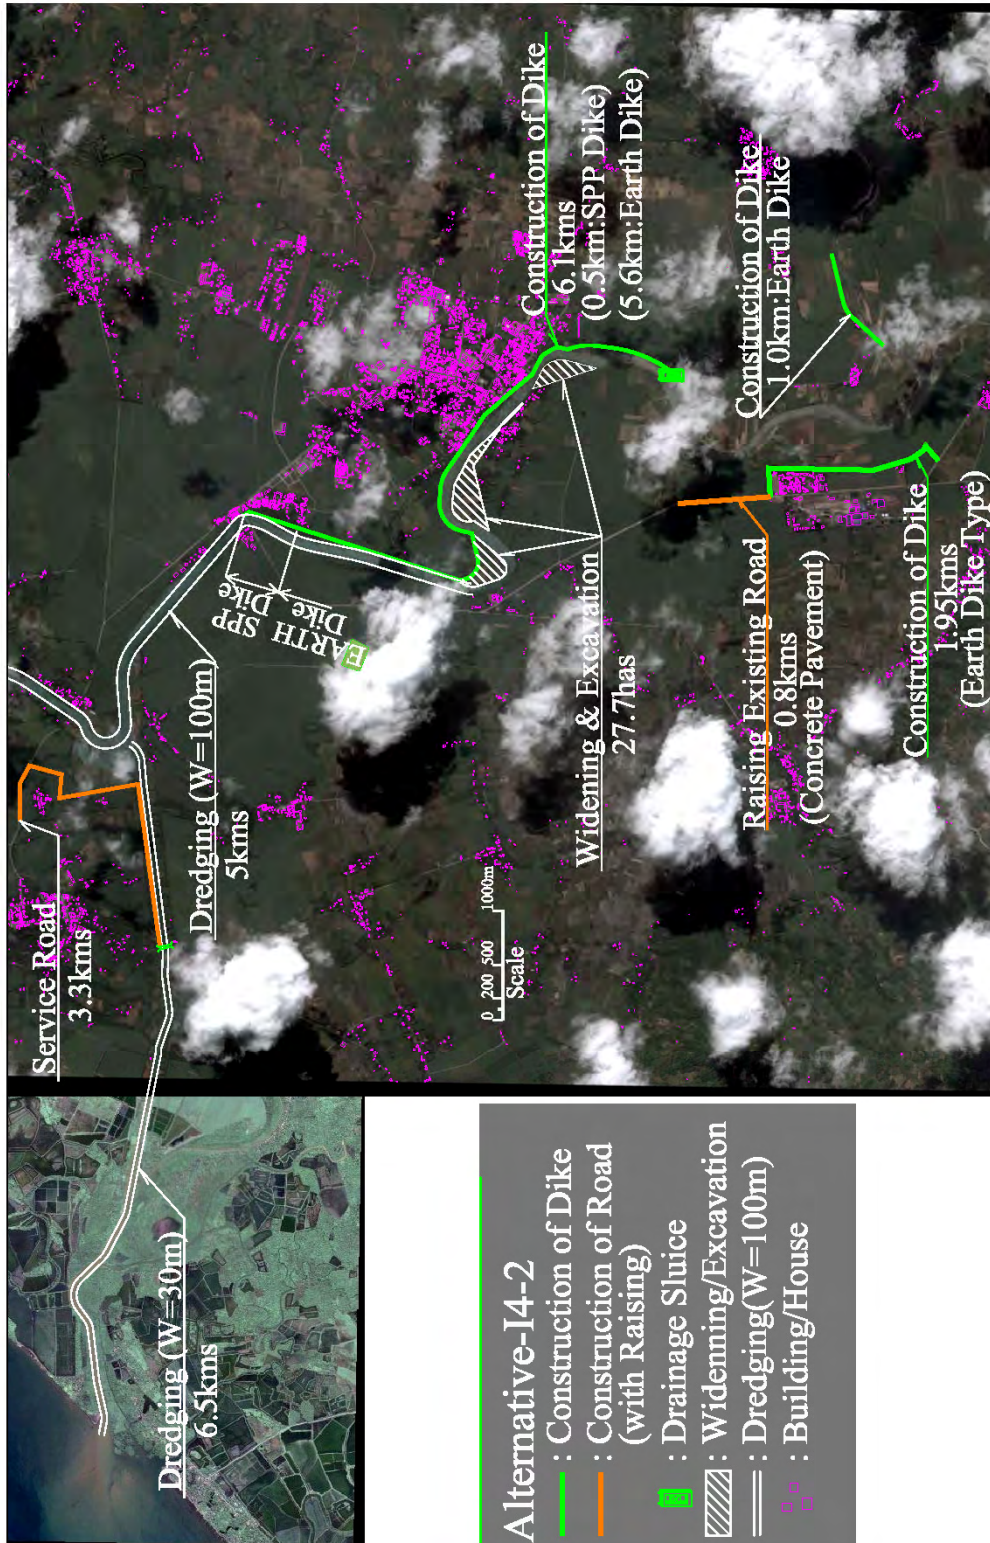 Construction of Dike
6.1kms
(0.5km:SPP Dike)
(5.6km:Earth Dike)
Construction of Dike
1.0km:Earth Dike
SPP
Dike
EARTH
Dike
Widening & Excavation
27.7has
Raising Existing Road
0.8kms
(Concrete Pavement)
Construction of Dike
1.95kms
(Earth Dike Type)
Service Road
3.3kms
Dredging (W=100m)
5kms
0 200 500 1000m
Scale
Dredging (W=30m)
6.5kms
Alternative-I4-2
: Construction of Dike
: Construction of Road
(with Raising)
: Drainage Sluice
: Widenning/Excavation
: Dredging(W=100m)
: Building/House